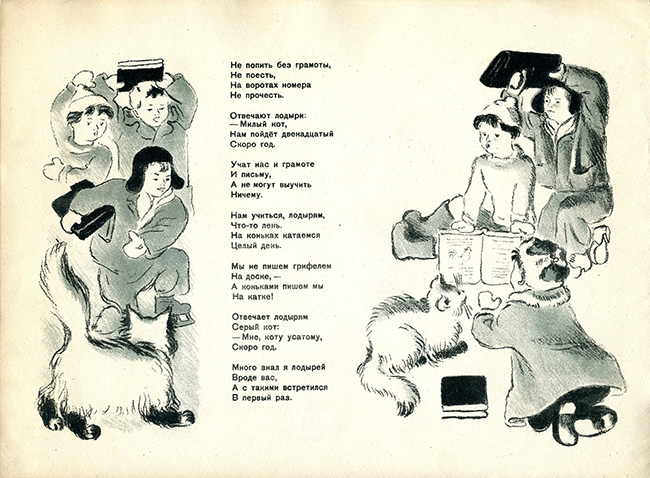 Не попить без грамоты,
Не поесть,
На воротах номера
Не прочесть.
Отвечают лодыри:
— Милый кот,
Нам пойдёт двенадцатый
Скоро год.
Учат нас и грамоте
И письму,
А не могут выучить
Ничему.
Нам учиться, лодырям,
Что-то лень.
На коньках катаемся
Целый день.
Мы не пишем грифелем
На доске, —
А коньками пишом мы
На катке!
Отвечает лодырям
Серый кот:
— Мне, коту усатому,
Скоро год.
Много знал я лодырей
Вроде вас,
А с такими встретился
В первый раз.